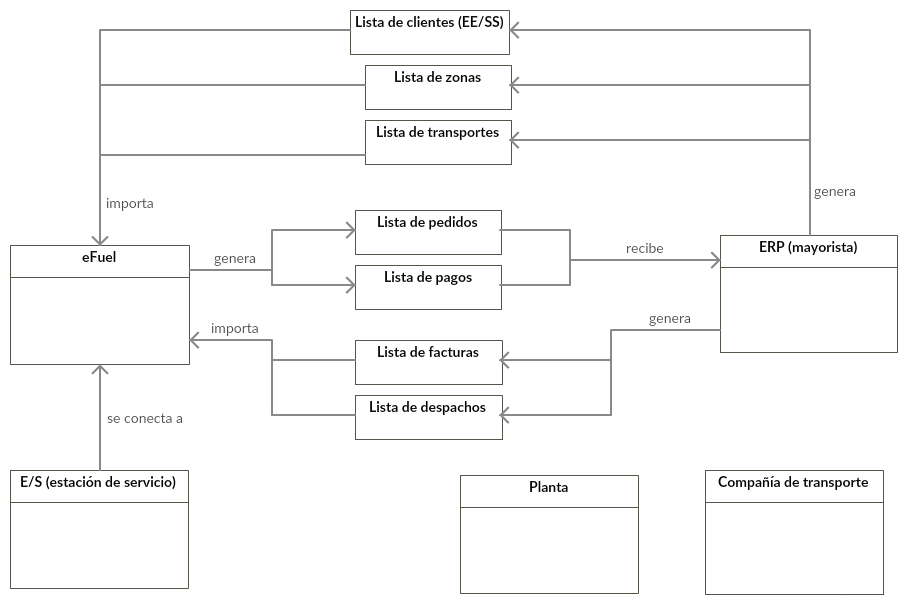 Lista de clientes (EE/SS)
Lista de zonas
Lista de transportes
importa
genera
Lista de pedidos
eFuel
genera
recibe
ERP (mayorista)
Lista de pagos
importa
genera
Lista de facturas
Lista de despachos
se conecta a
E/S (estación de servicio)
Planta
Compañía de transporte